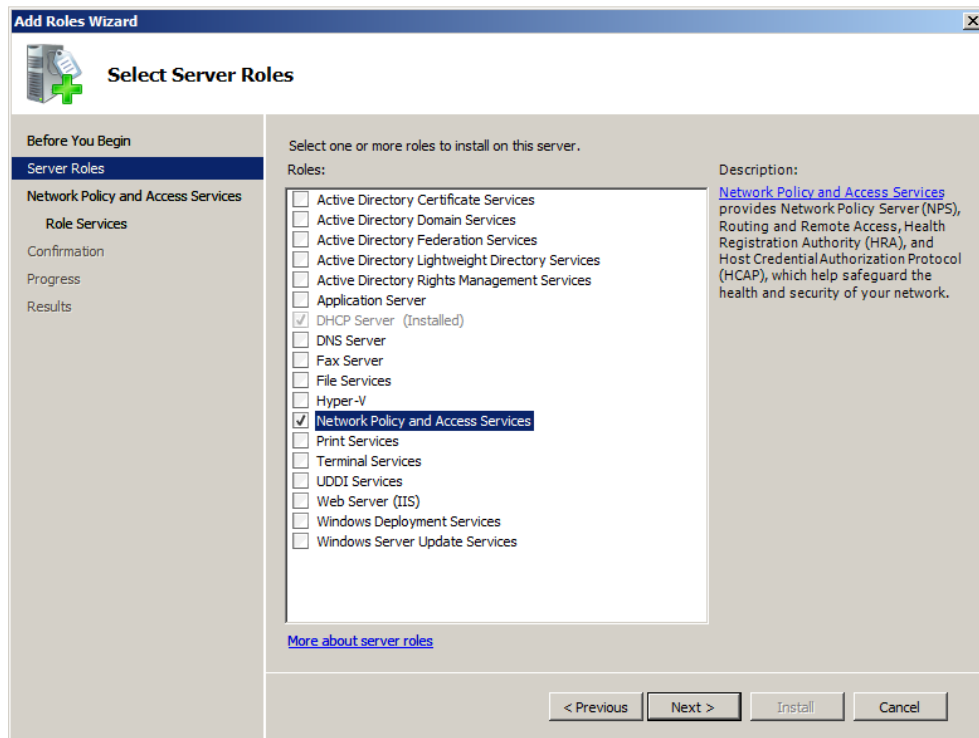 Add Roles Wizard
Select Server Roles
Before You Begin
Server Roles
Network Policy and Access Services
Role Services
Confirmation
Progress
Results
Select one or more roles to install on this server.
Roles:
Active Directory Certificate Services
Active Directory Domain Services
Active Directory Federation Services
Active Directory Lightweight Directory Services
Active Directory Rights Management Services
Application Server
DHCP Server (Installed)
DNS Server
Fax Server
File Services
Hyper-V
Network Policy and Access Services
Print Services
Terminal Services
UDDI Services
Web Server (IIS)
Windows Deployment Services
Windows Server Update Services
More about server roles
Description:
Network Policy and Access Services
provides Network Policy Server (NPS),
Routing and Remote Access, Health
Registration Authority (HRA), and
Host Credential Authorization Protocol
(HCAP), which help safeguard the
health and security of your network.
< Previous
Next >
Install
Cancel